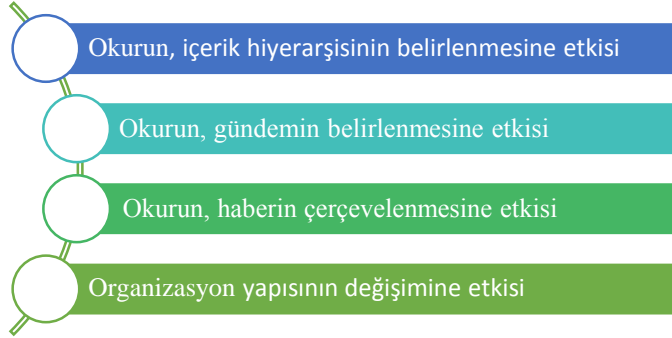 Okurun, içerik hiyerarşisinin belirlenmesine etkisi
Okurun, gündemin belirlenmesine etkisi
Okurun, haberin çerçevelenmesine etkisi
Organizasyon yapısının değişimine etkisi